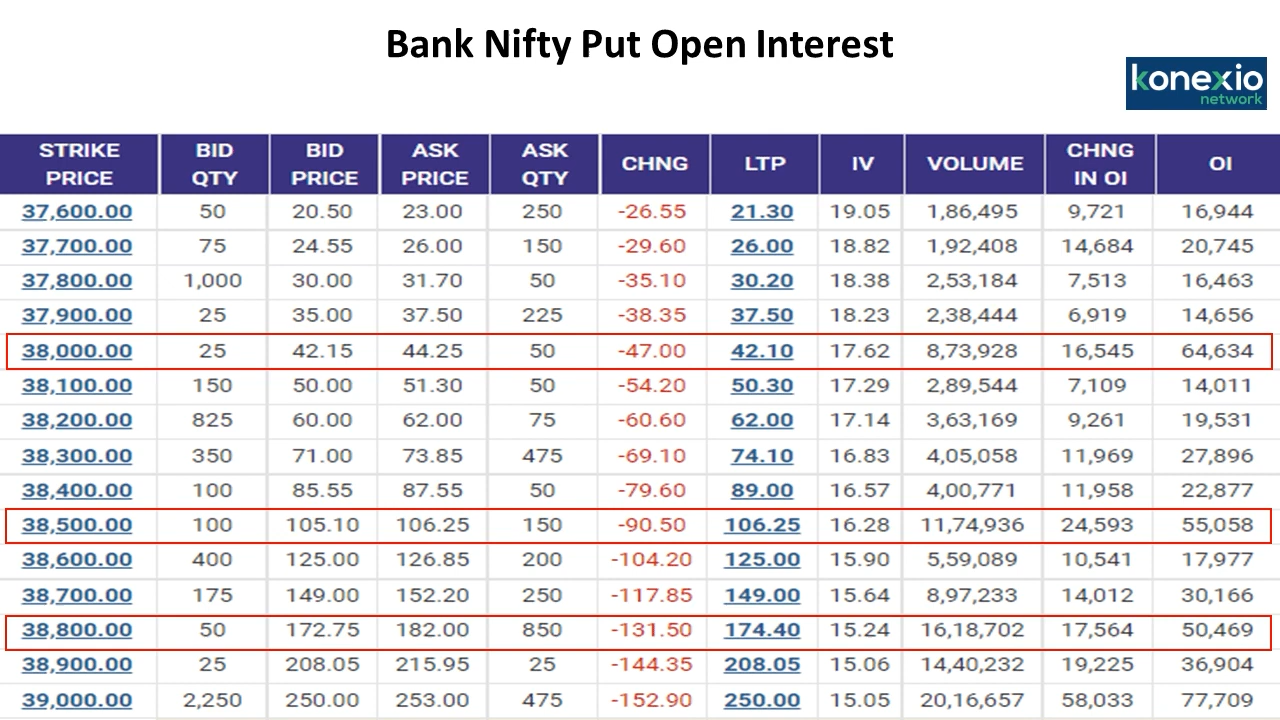 Bank Nifty Put Open Interest
konexio
network
STRIKE PRICE BID QTY BID PRICE ASK PRICE ASK QTY CHNG LTP IV VOLUME CHNG IN OI OI
37,600.00 50 20.50 23.00 250 -26.55 21.30 19.05 1,86,495 9,721 16,944
37,700.00 75 24.55 26.00 150 -29.60 26.00 18.82 1,92,408 14,684 20,745
37,800.00 1,000 30.00 31.70 50 -35.10 30.20 18.38 2,53,184 7,513 16,463
37,900.00 25 35.00 37.50 225 -38.35 37.50 18.23 2,38,444 6,919 14,656
38,000.00 25 42.15 44.25 50 -47.00 42.10 17.62 8,73,928 16,545 64,634
38,100.00 150 50.00 51.30 50 -54.20 50.30 17.29 2,89,544 7,109 14,011
38,200.00 825 60.00 62.00 75 -60.60 62.00 17.14 3,63,169 9,261 19,531
38,300.00 350 71.00 73.85 475 -69.10 74.10 16.83 4,05,058 11,969 27,896
38,400.00 100 85.55 87.55 50 -79.60 89.00 16.57 4,00,771 11,958 22,877
38,500.00 100 105.10 106.25 150 -90.50 106.25 16.28 11,74,936 24,593 55,058
38,600.00 400 125.00 126.85 200 -104.20 125.00 15.90 5,59,089 10,541 17,977
38,700.00 175 149.00 152.20 250 -117.85 149.00 15.64 8,97,233 14,012 30,166
38,800.00 50 172.75 182.00 850 -131.50 174.40 15.24 16,18,702 17,564 50,469
38,900.00 25 208.05 215.95 25 -144.35 208.05 15.06 14,40,232 19,225 36,904
39,000.00 2,250 250.00 253.00 475 -152.90 250.00 15.05 20,16,657 58,033 77,709